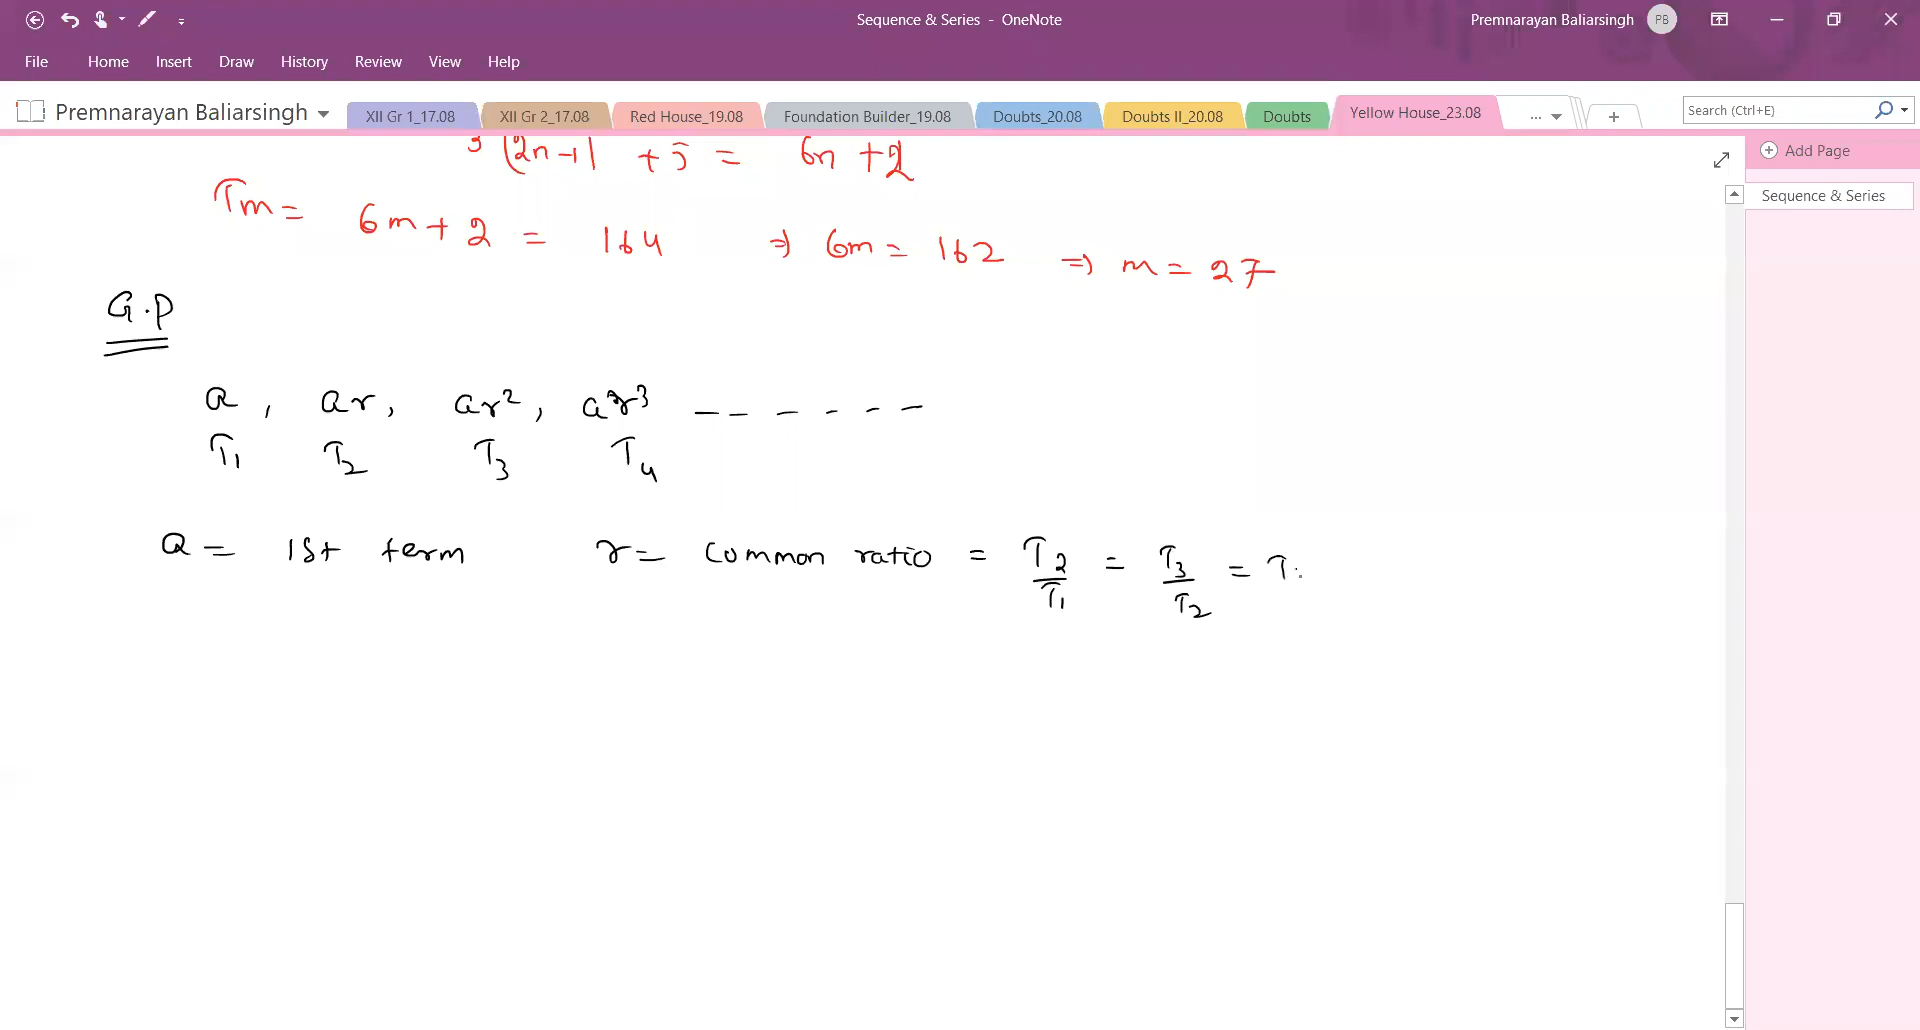 Sequence & Series - OneNote
Premnarayan Baliarsingh PB
File Home Insert Draw History Review View Help
Premnarayan Baliarsingh XII Gr 1_17.08 XII Gr 2_17.08 Red House_19.08 Foundation Builder_19.08 Doubts_20.08 Doubts II_20.08 Doubts Yellow House_23.08 ... + Search (Ctrl+E)
Add Page
Sequence & Series
3 (2n-1) + 5 = 6n + 2
Tm = 6m + 2 = 164 ⇒ 6m = 162 ⇒ m = 27
G.P
a, ar, ar², ar³ - - - - - -
T₁ T₂ T₃ T₄
a = 1st term r = common ratio = T₂/T₁ = T₃/T₂ = T